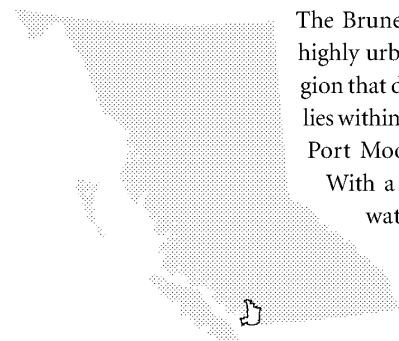 The Brune
highly urb
gion that d
lies within
Port Moo
With a
wat